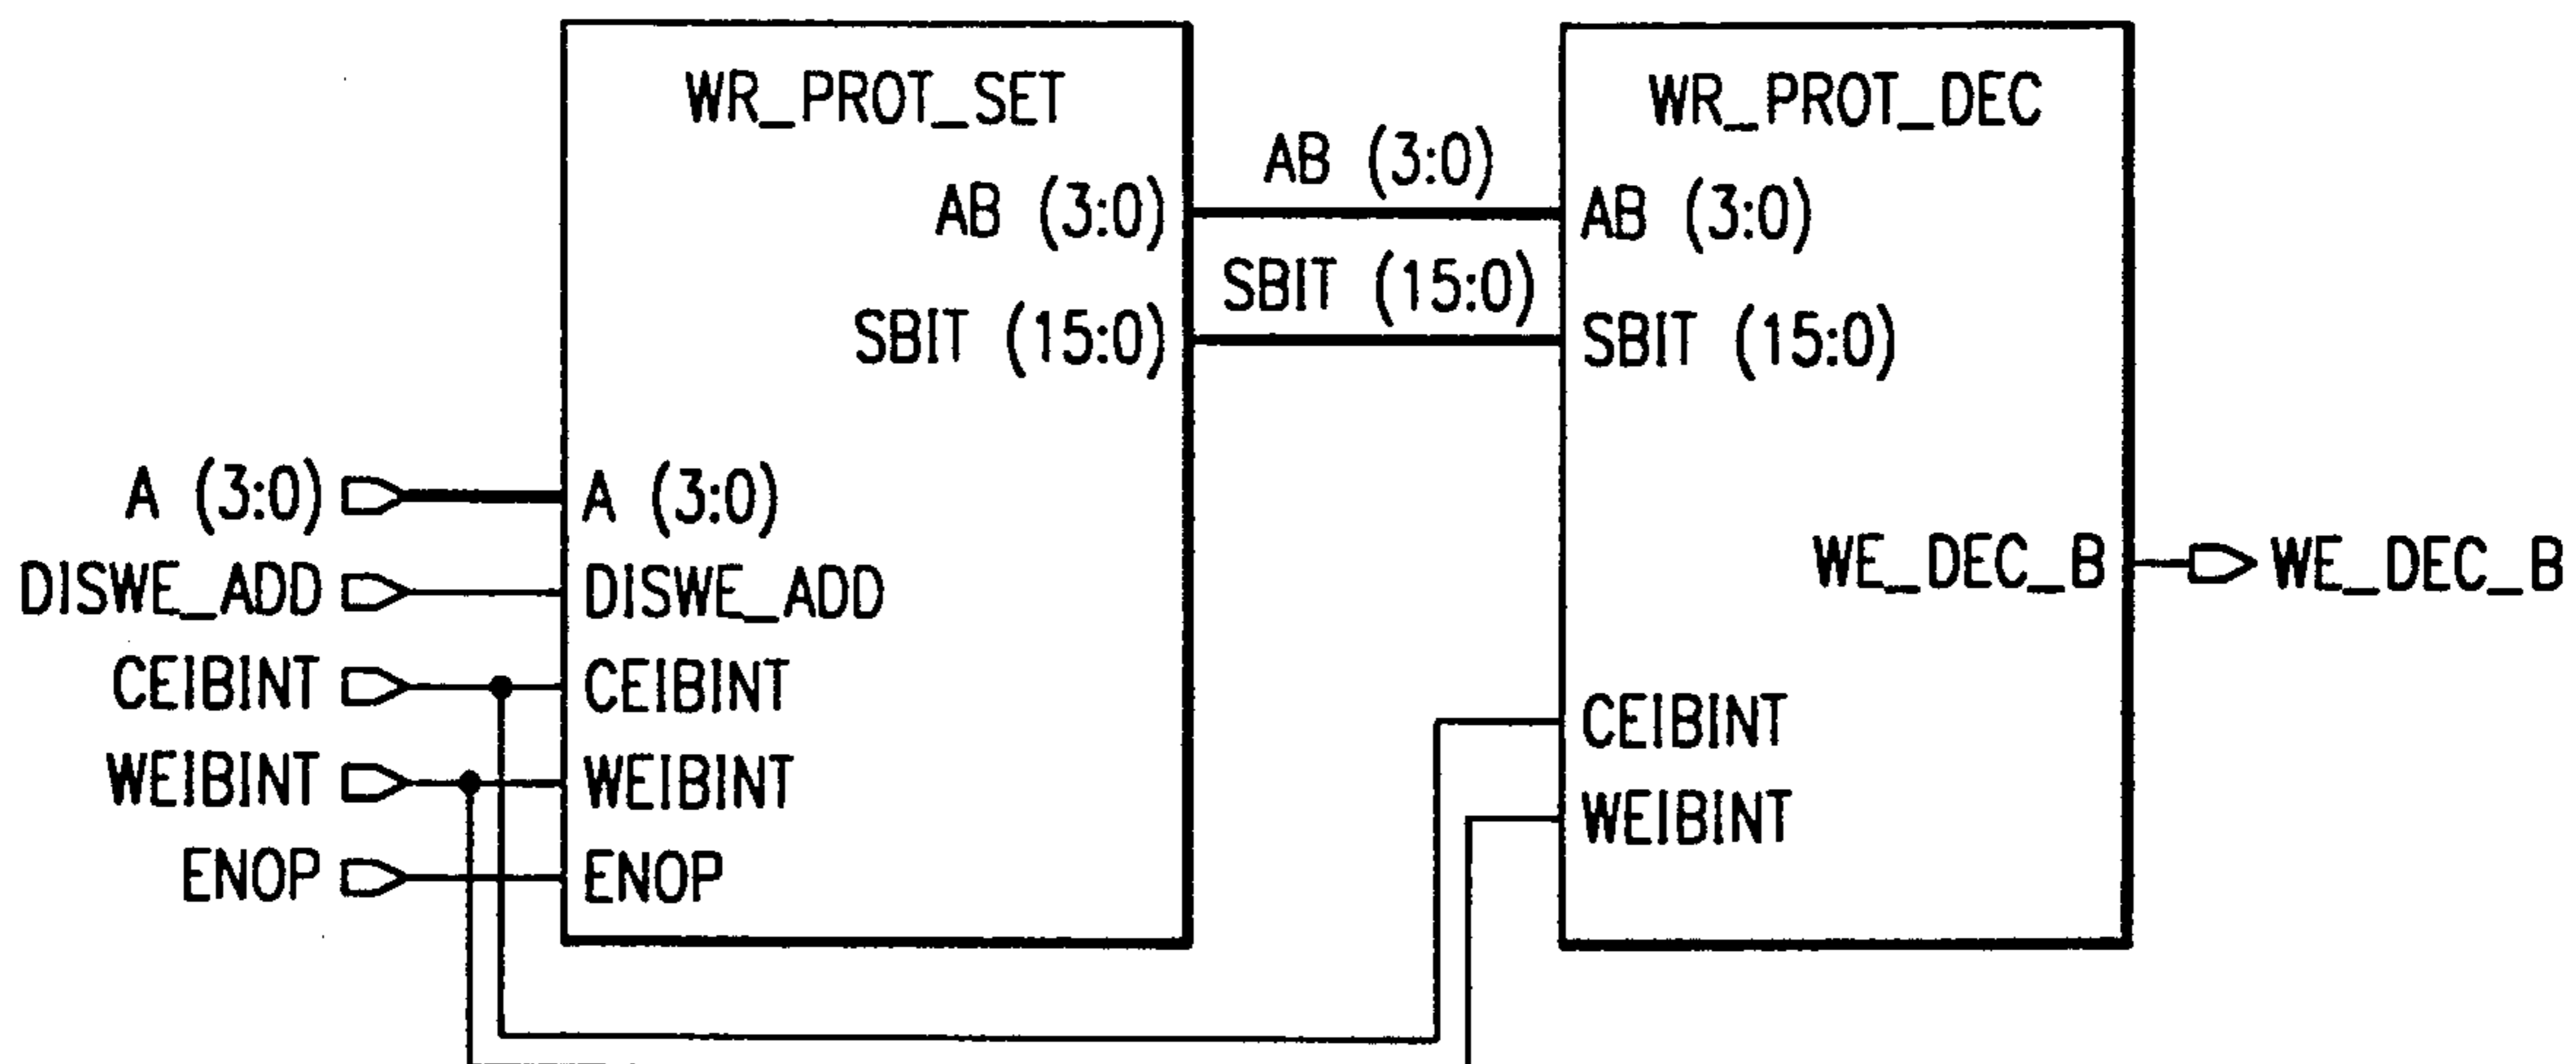 WR_PROT_SET
WR_PROT_DEC
AB (3:0)
AB (3:0)
AB (3:0)
SBIT (15:0)
SBIT (15:0)
SBIT (15:0)
A (3:0)
A (3:0)
DISWE_ADD
DISWE_ADD
WE_DEC_B
WE_DEC_B
CEIBINT
CEIBINT
CEIBINT
WEIBINT
WEIBINT
WEIBINT
ENOP
ENOP